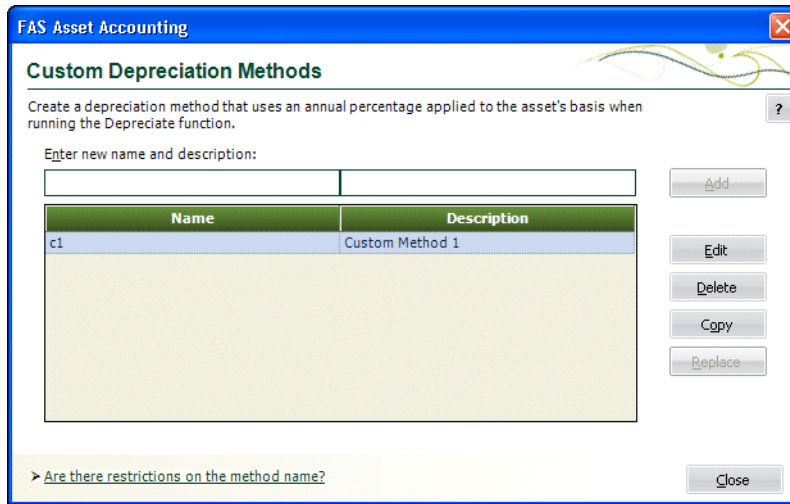 FAS Asset Accounting
Custom Depreciation Methods
Create a depreciation method that uses an annual percentage applied to the asset's basis when
running the Depreciate function.
?
Enter new name and description:
Add
Name Description
c1 Custom Method 1
Edit
Delete
Copy
Replace
Are there restrictions on the method name?
Close